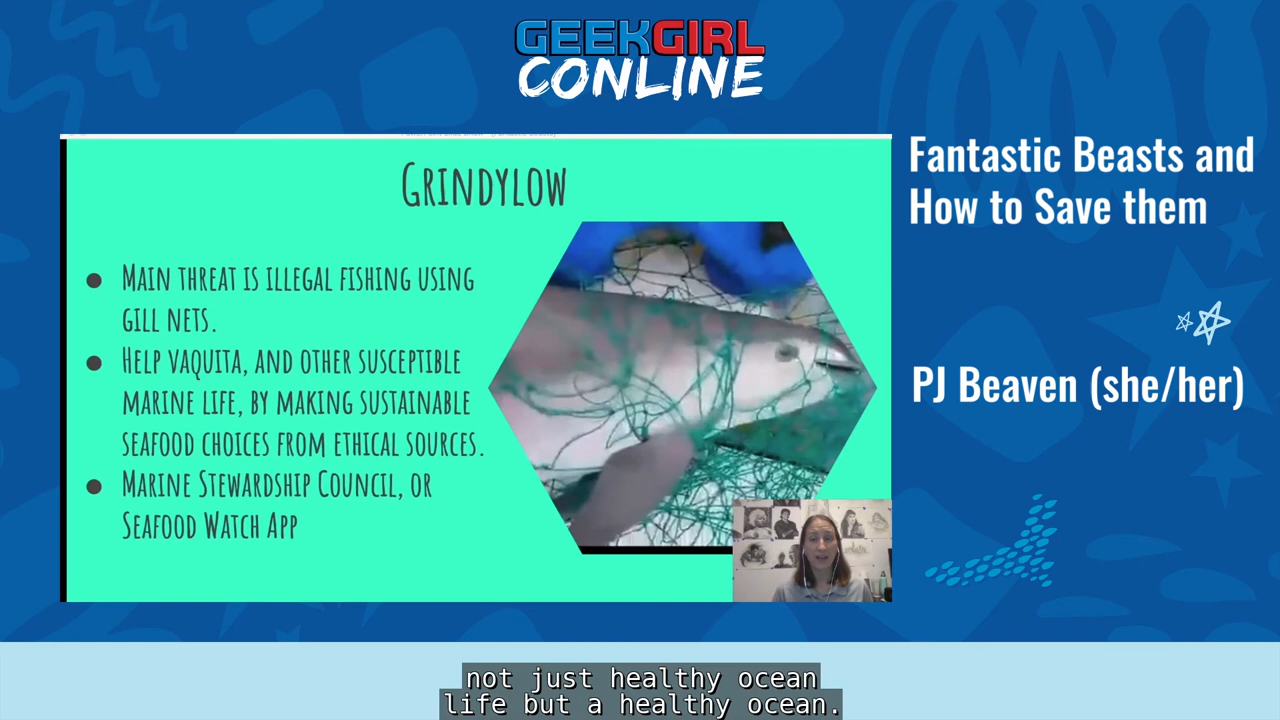 GEEKGIRL
CONLINE
Fantastic Beasts and
How to Save them
PJ Beaven (she/her)
Grindylow
● Main threat is illegal fishing using
gill nets.
● Help vaquita, and other susceptible
marine life, by making sustainable
seafood choices from ethical sources.
● Marine Stewardship Council, or
Seafood Watch App
not just healthy ocean
life but a healthy ocean.